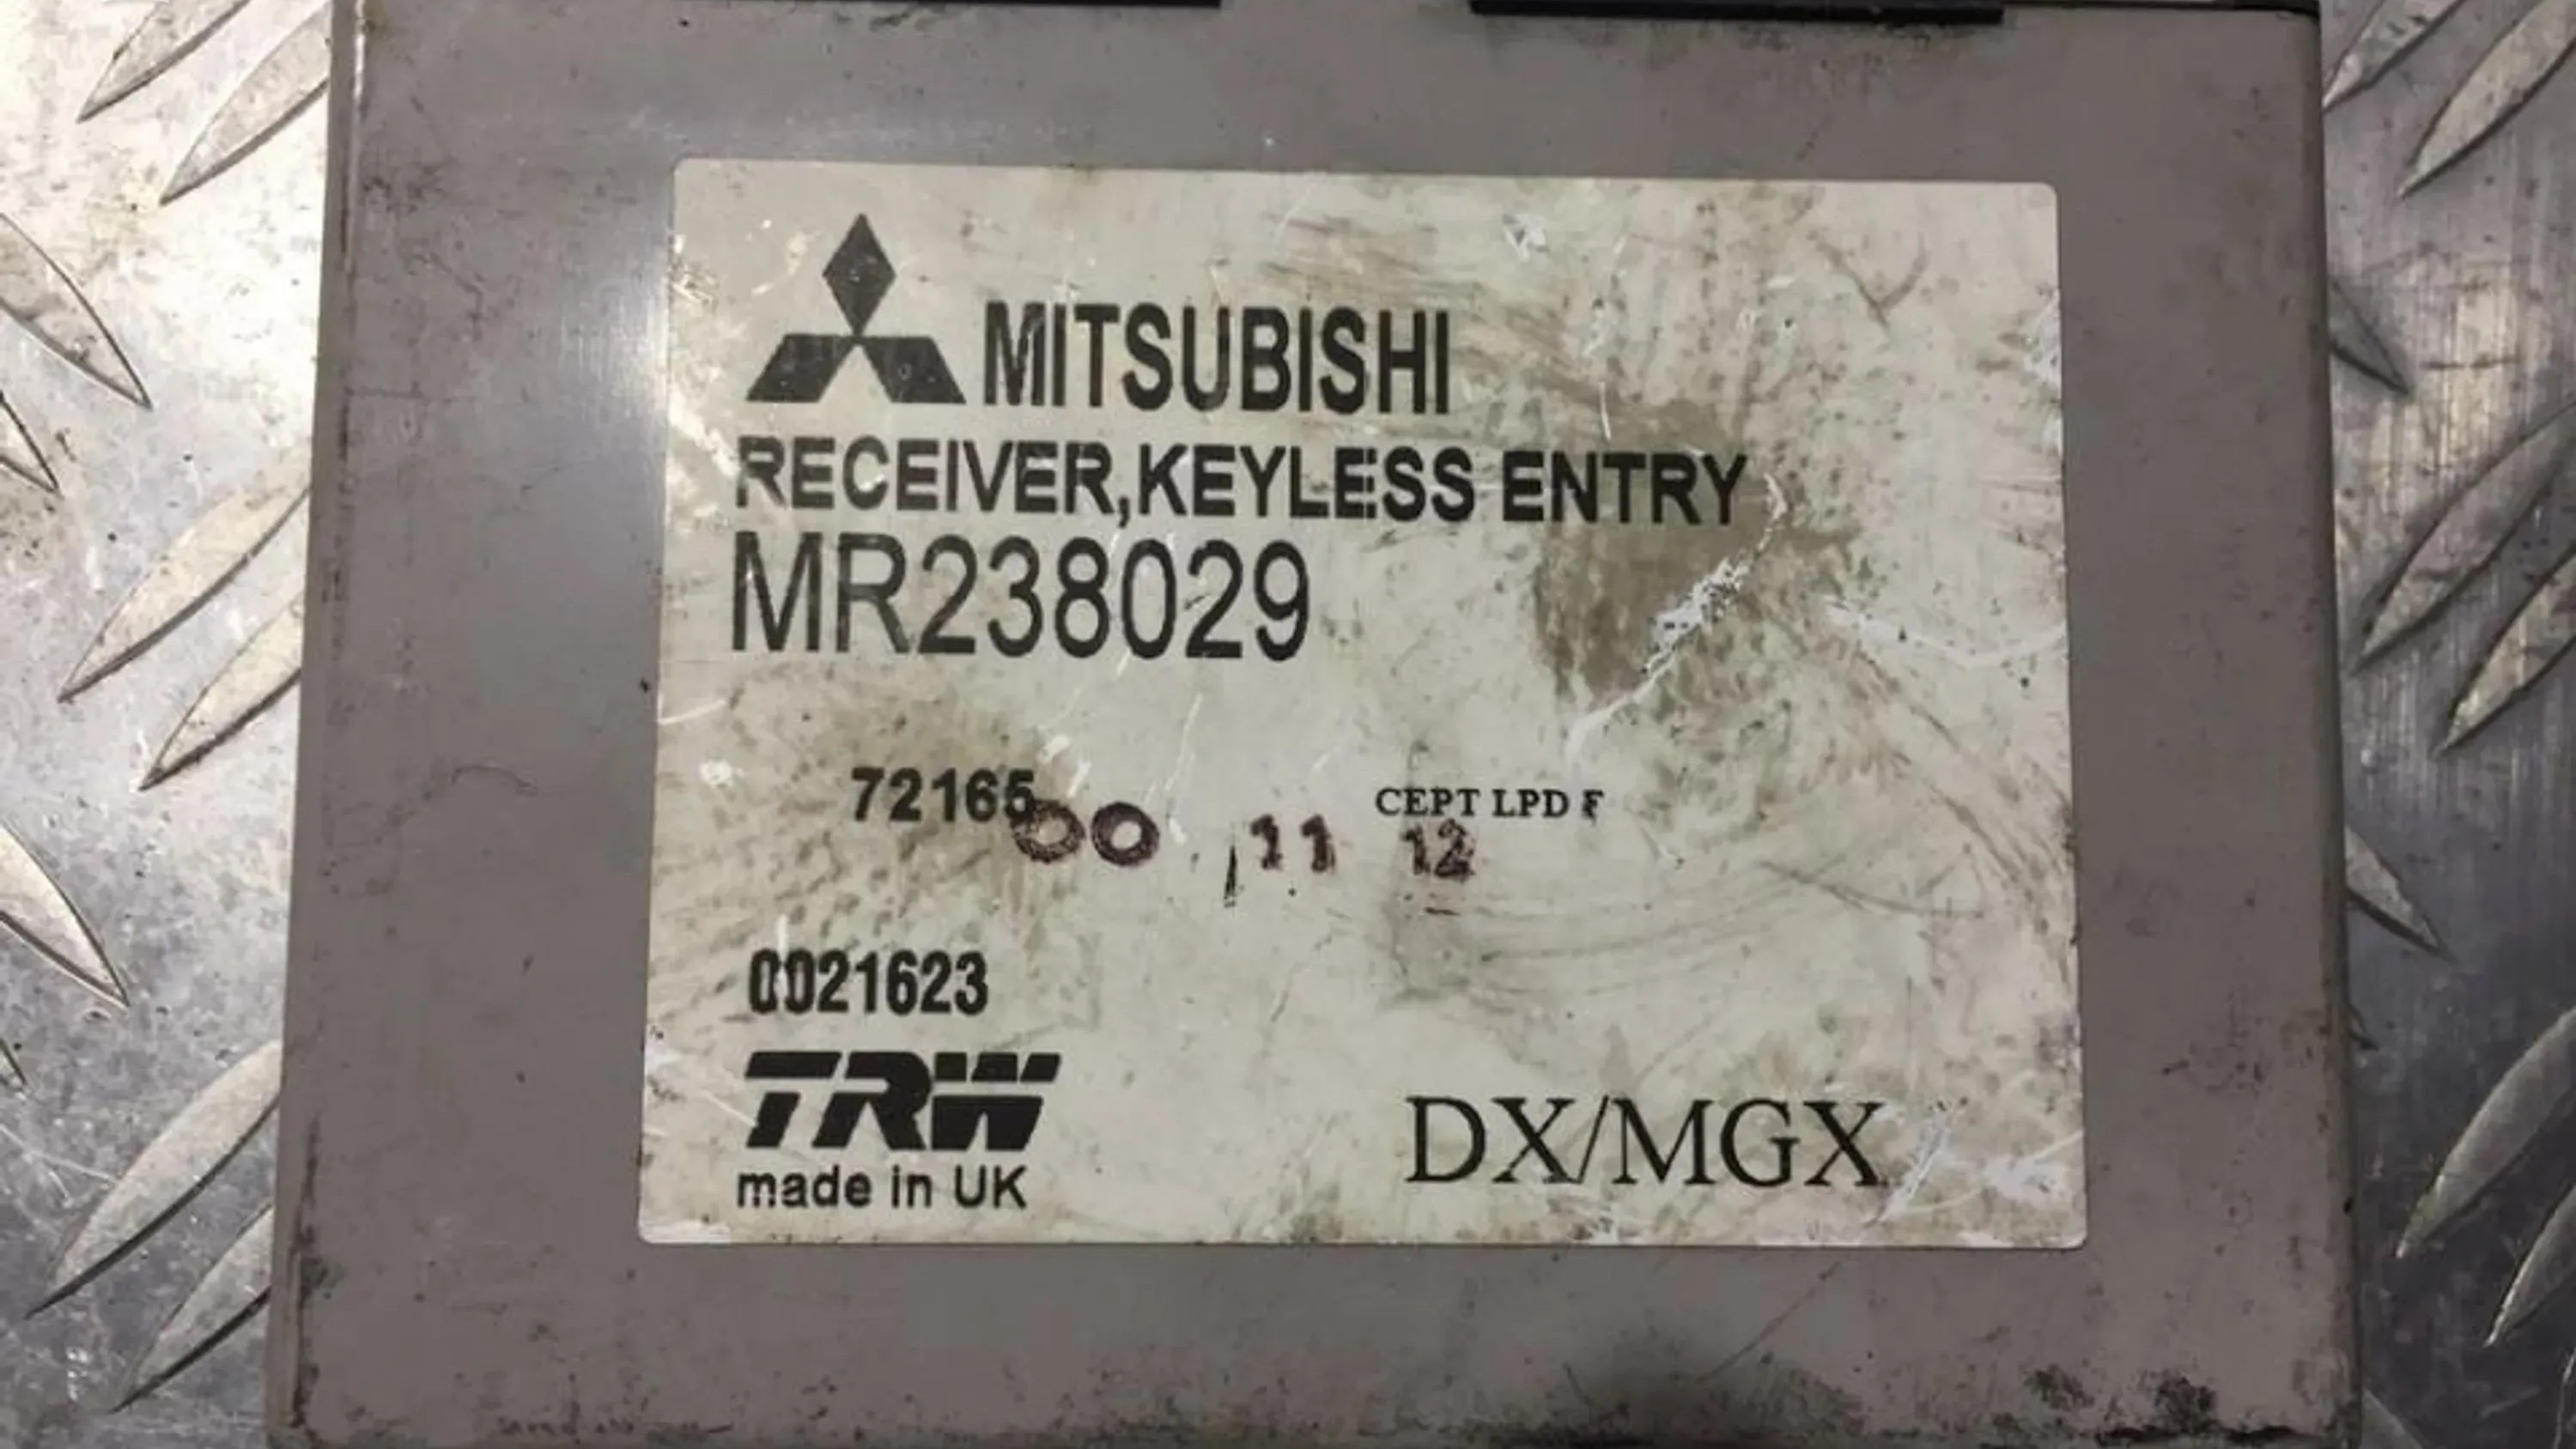 MITSUBISHI
RECEIVER,KEYLESS ENTRY
MR238029
72165 CEPT LPD F
00 11 12
0021623
TRW
made in UK
DX/MGX